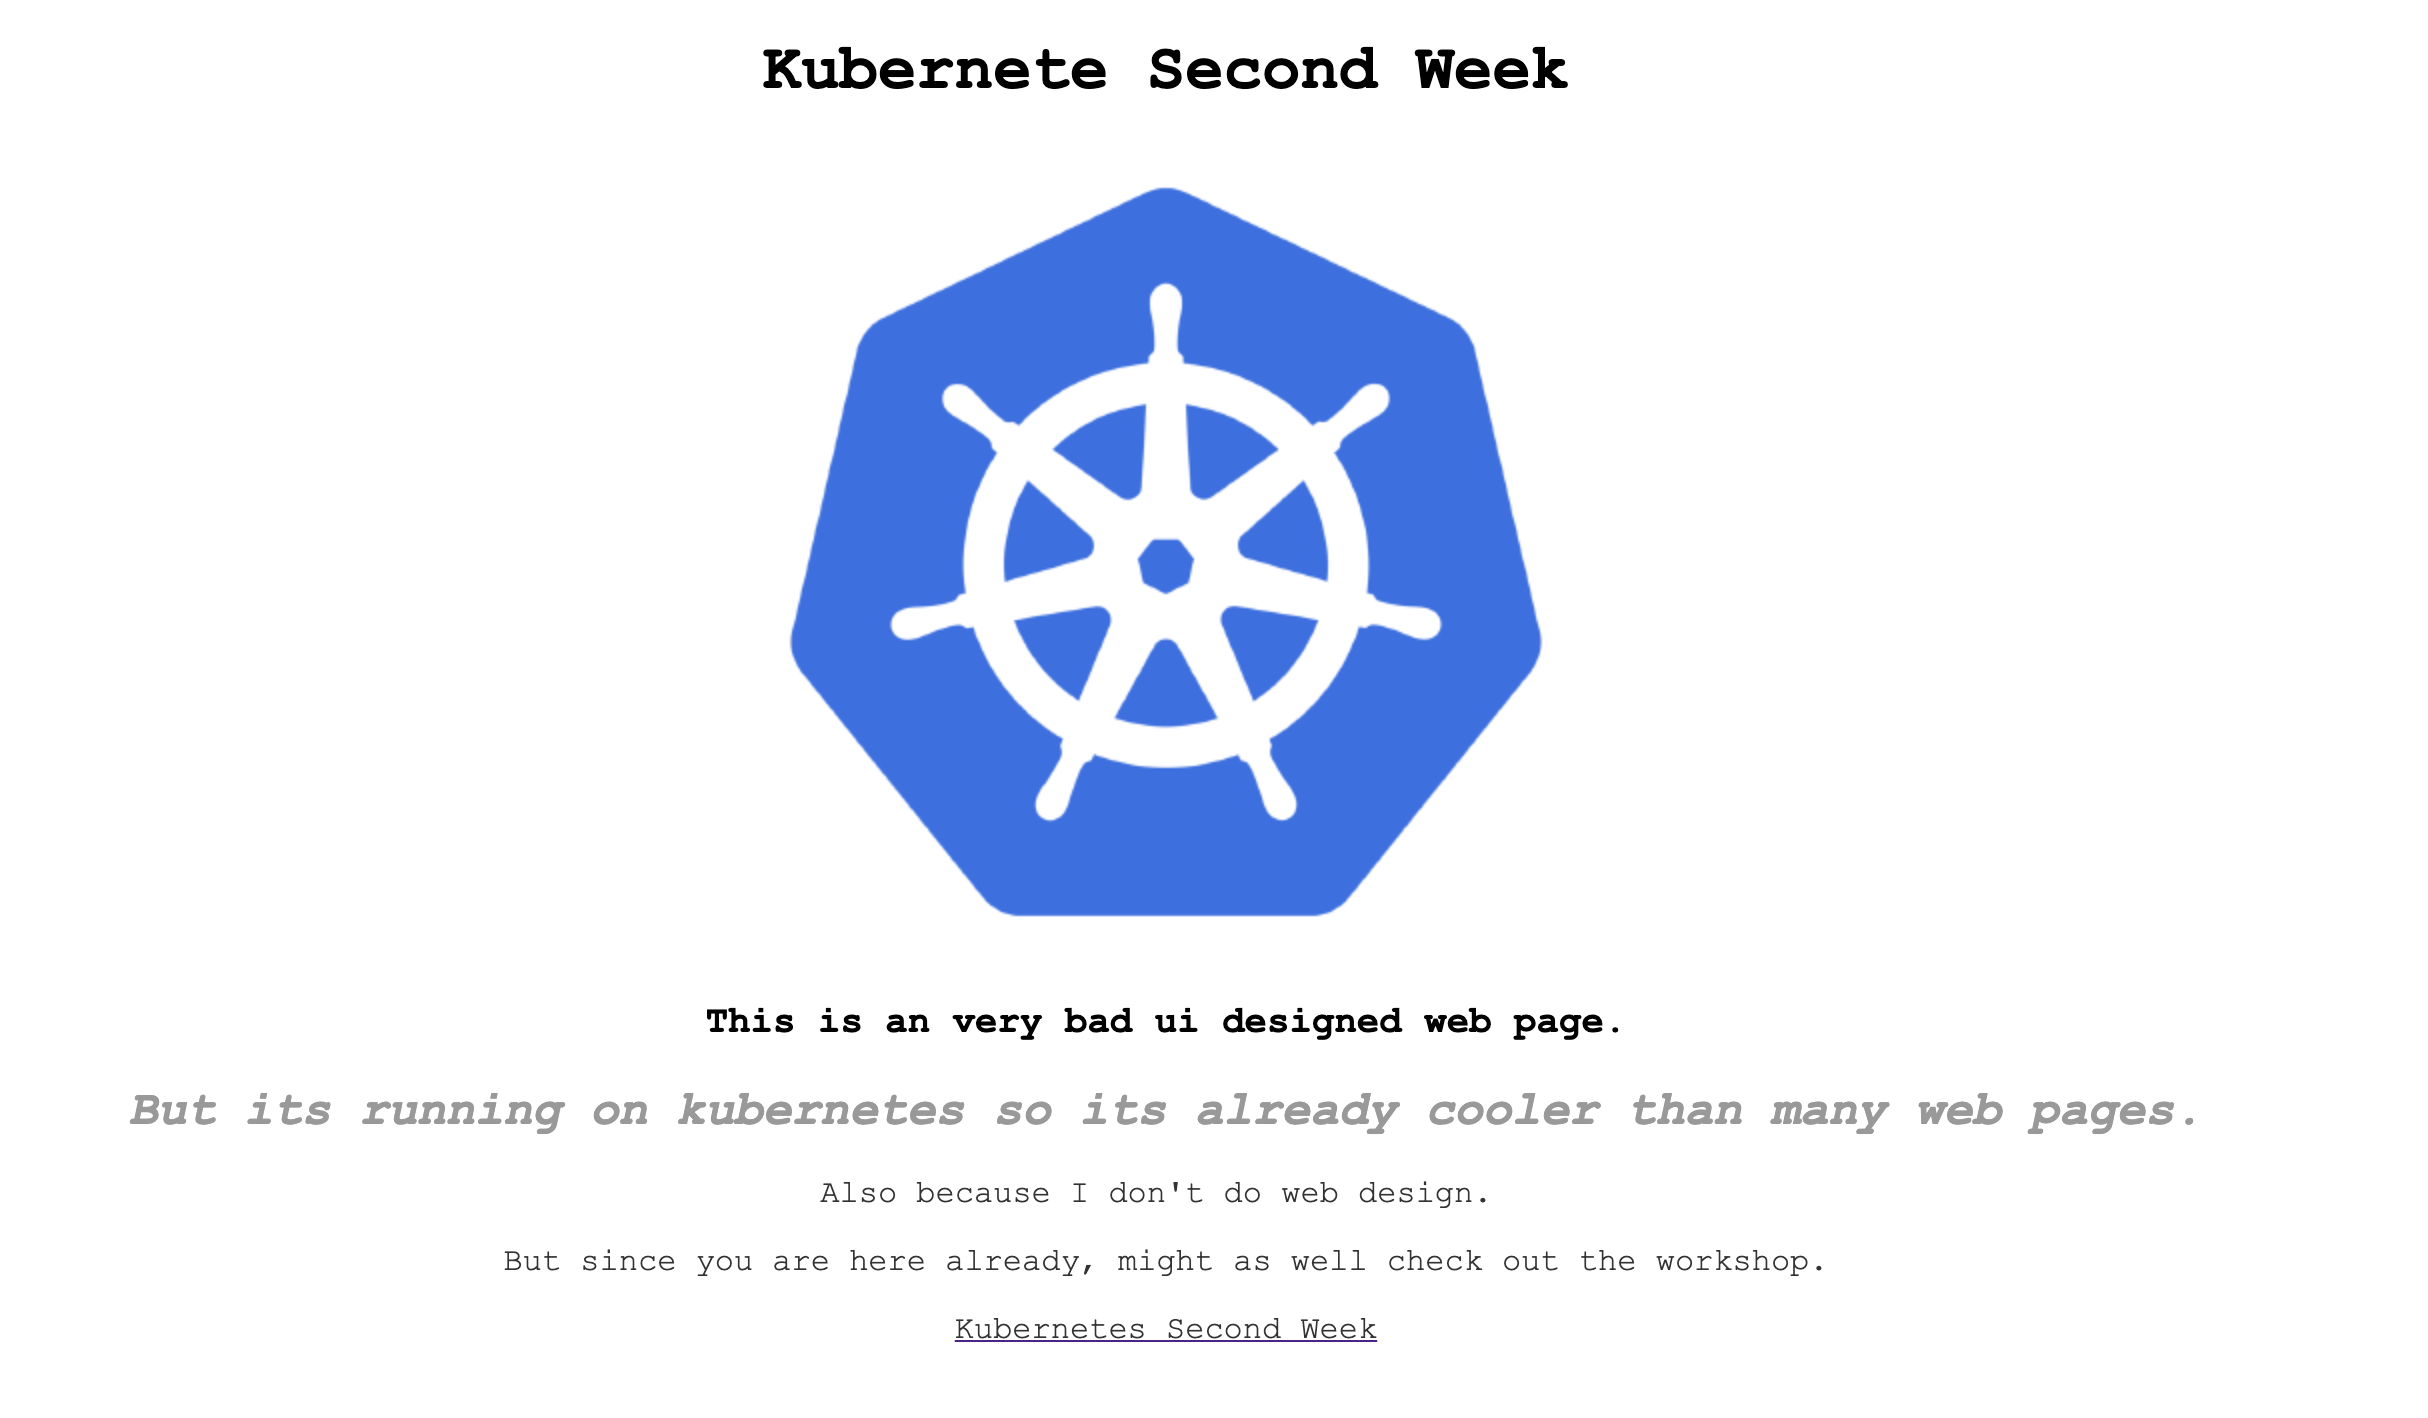 Kubernete Second Week
This is an very bad ui designed web page.
But its running on kubernetes so its already cooler than many web pages.
Also because I don't do web design.
But since you are here already, might as well check out the workshop.
Kubernetes Second Week